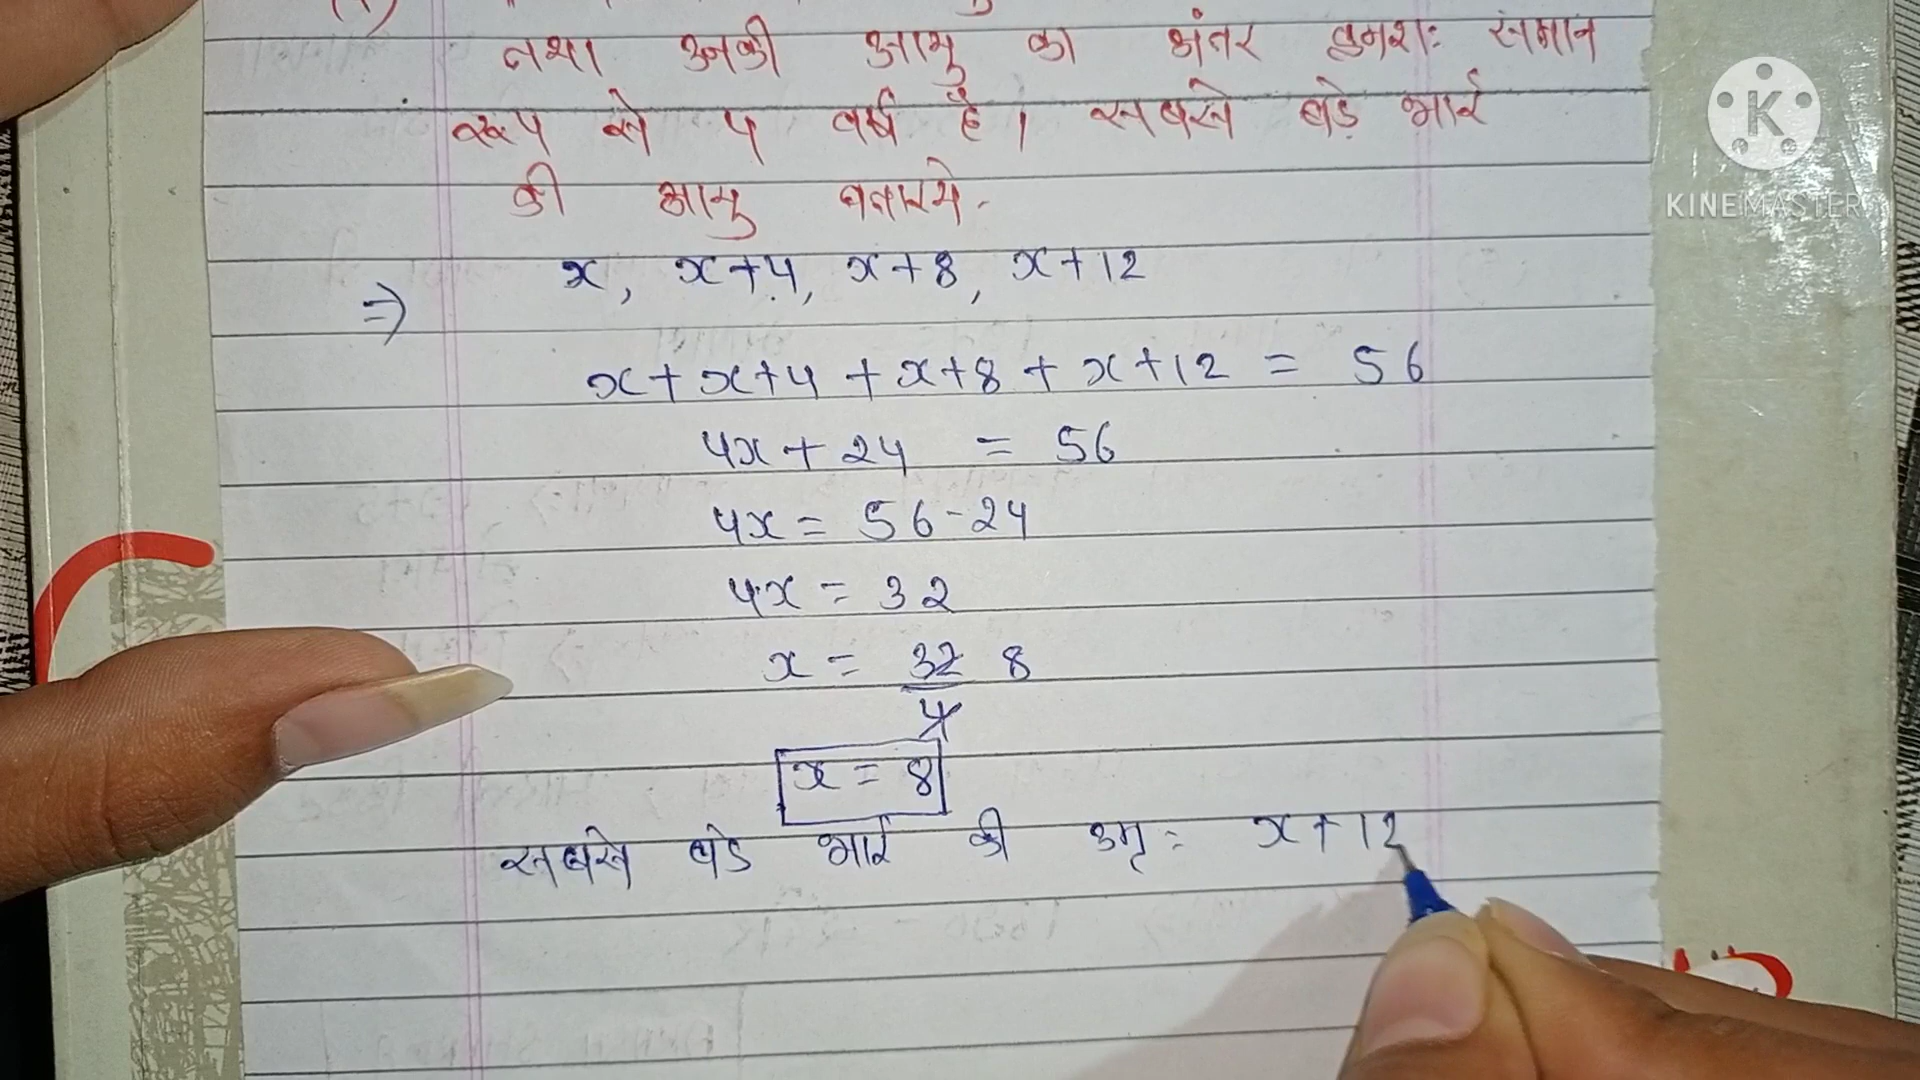 तथा उनकी आयु का अंतर क्रमशः समान
रूप से 4 वर्ष है। सबसे बड़े भाई
की आयु बताइये-
=> x, x+4, x+8, x+12
x+x+4+x+8+x+12 = 56
4x+24 = 56
4x = 56-24
4x = 32
x = 32 8
4
x = 8
सबसे बडे भाई की उम्र = x+12
K
KINEMASTER